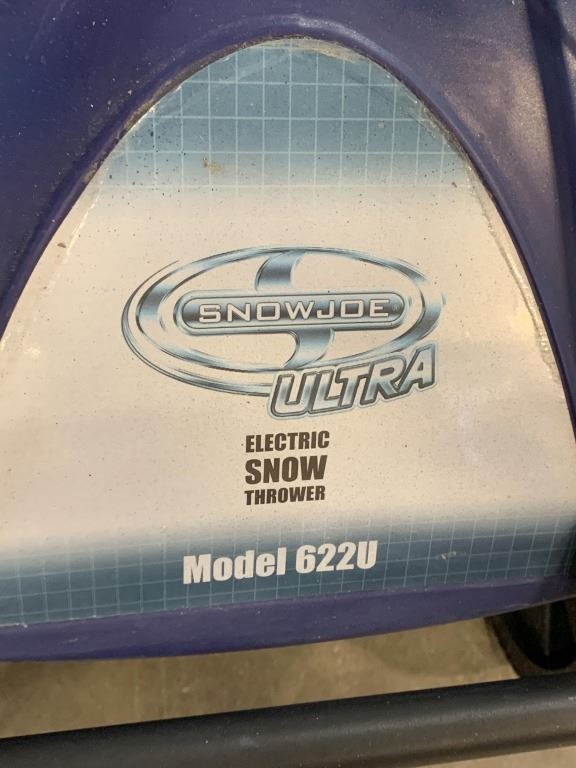 SNOWJOE
ULTRA
ELECTRIC
SNOW
THROWER
Model 622U